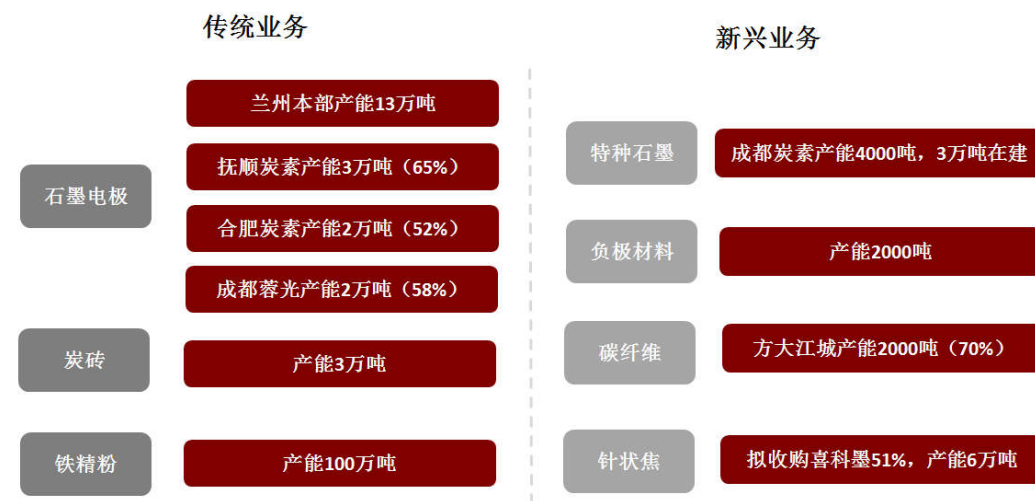 传统业务
石墨电极
兰州本部产能13万吨
抚顺炭素产能3万吨（65%）
合肥炭素产能2万吨（52%）
成都蓉光产能2万吨（58%）
炭砖
产能3万吨
铁精粉
产能100万吨
新兴业务
特种石墨
成都炭素产能4000吨，3万吨在建
负极材料
产能2000吨
碳纤维
方大江城产能2000吨（70%）
针状焦
拟收购喜科墨51%，产能6万吨